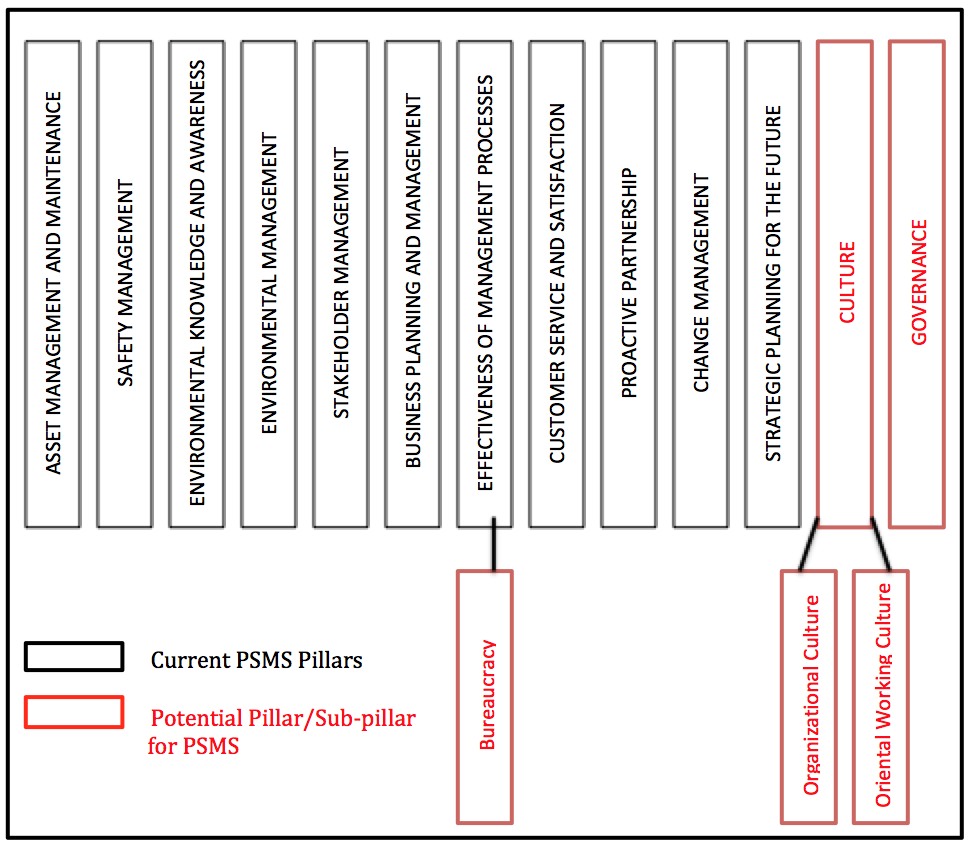 ASSET MANAGEMENT AND MAINTENANCE
SAFETY MANAGEMENT
ENVIRONMENTAL KNOWLEDGE AND AWARENESS
ENVIRONMENTAL MANAGEMENT
STAKEHOLDER MANAGEMENT
BUSINESS PLANNING AND MANAGEMENT
EFFECTIVENESS OF MANAGEMENT PROCESSES
CUSTOMER SERVICE AND SATISFACTION
PROACTIVE PARTNERSHIP
CHANGE MANAGEMENT
STRATEGIC PLANNING FOR THE FUTURE
CULTURE
GOVERNANCE
Bureaucracy
Organizational Culture
Oriental Working Culture
Current PSMS Pillars
Potential Pillar/Sub-pillar
for PSMS